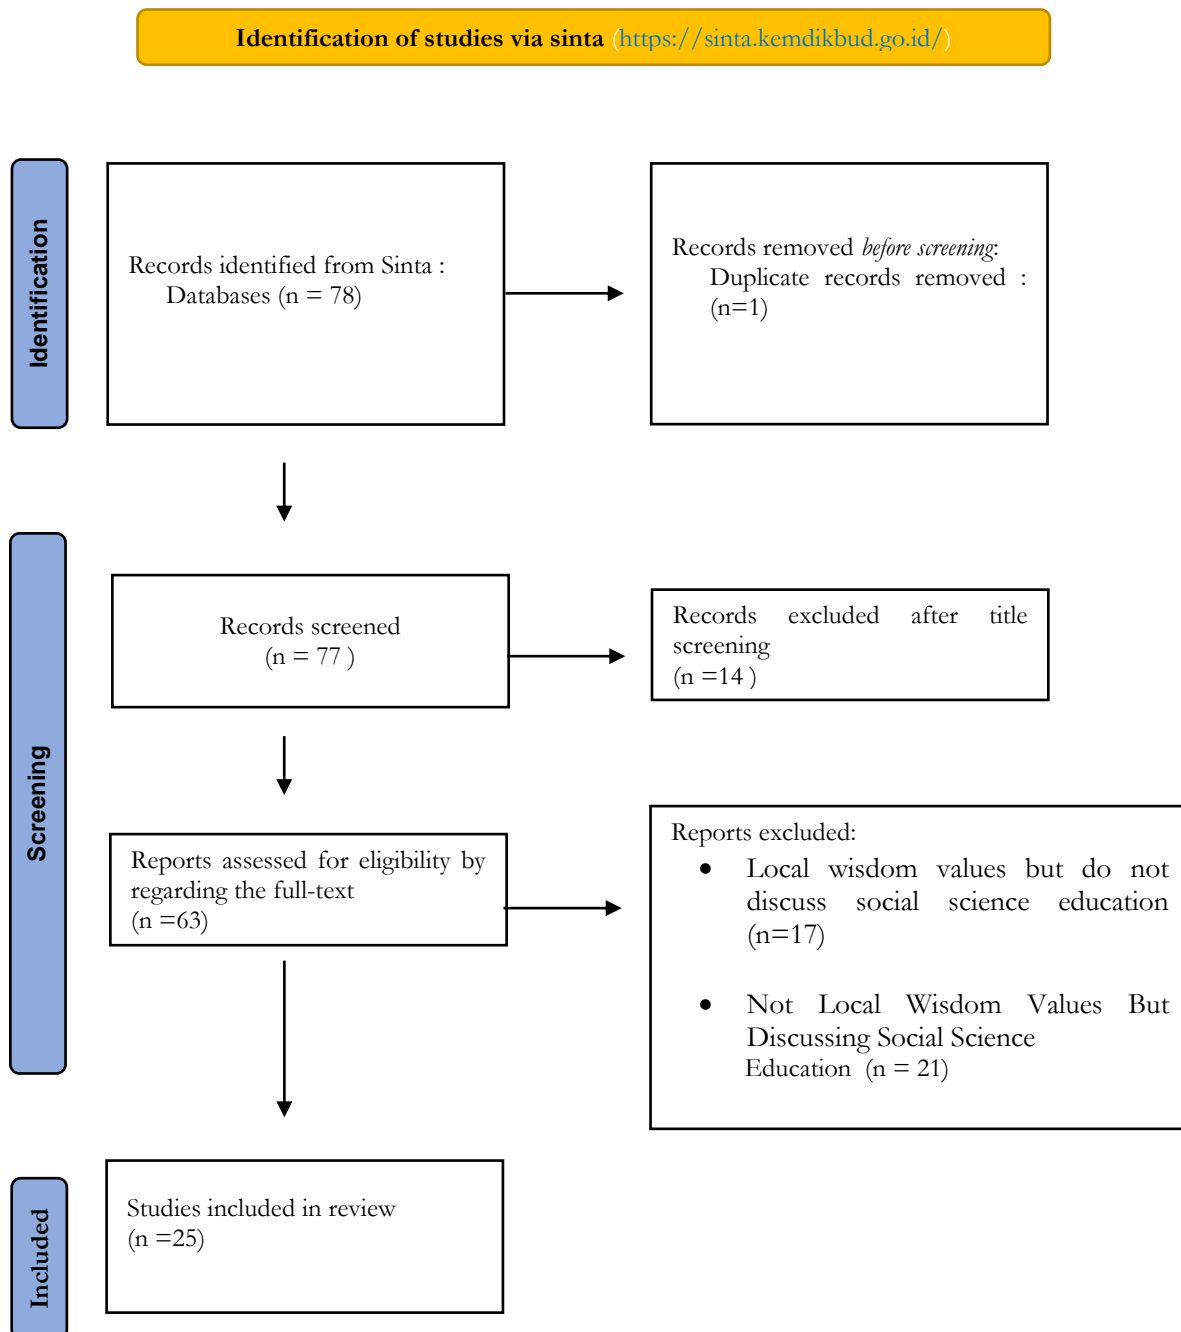 Identification of studies via sinta (https://sinta.kemdikbud.go.id/)
Identification
Records identified from Sinta :
Databases (n = 78)
Records removed before screening:
Duplicate records removed :
(n=1)
Screening
Records screened
(n = 77 )
Records excluded after title
screening
(n =14 )
Reports assessed for eligibility by
regarding the full-text
(n =63)
Reports excluded:
• Local wisdom values but do not
discuss social science education
(n=17)
• Not Local Wisdom Values But
Discussing Social Science
Education (n = 21)
Included
Studies included in review
(n =25)